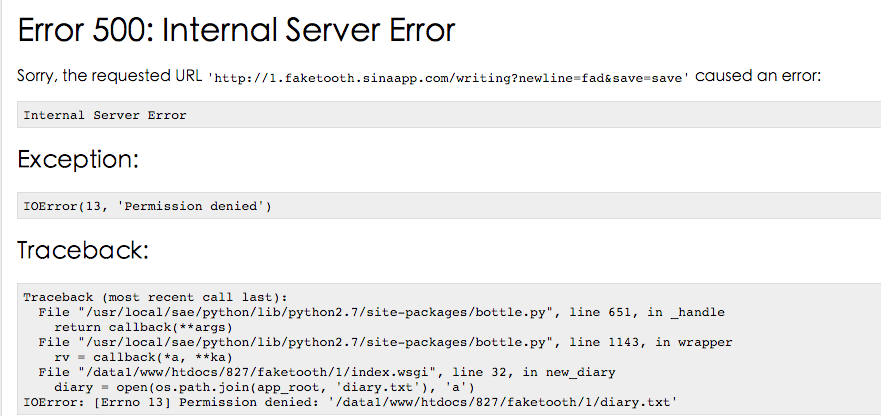 Error 500: Internal Server Error
Sorry, the requested URL 'http://1.faketooth.sinaapp.com/writing?newline=fad&save=save' caused an error:
Internal Server Error
Exception:
IOError(13, 'Permission denied')
Traceback:
Traceback (most recent call last):
  File "/usr/local/sae/python/lib/python2.7/site-packages/bottle.py", line 651, in _handle
    return callback(**args)
  File "/usr/local/sae/python/lib/python2.7/site-packages/bottle.py", line 1143, in wrapper
    rv = callback(*a, **ka)
  File "/data1/www/htdocs/827/faketooth/1/index.wsgi", line 32, in new_diary
    diary = open(os.path.join(app_root, 'diary.txt'), 'a')
IOError: [Errno 13] Permission denied: '/data1/www/htdocs/827/faketooth/1/diary.txt'